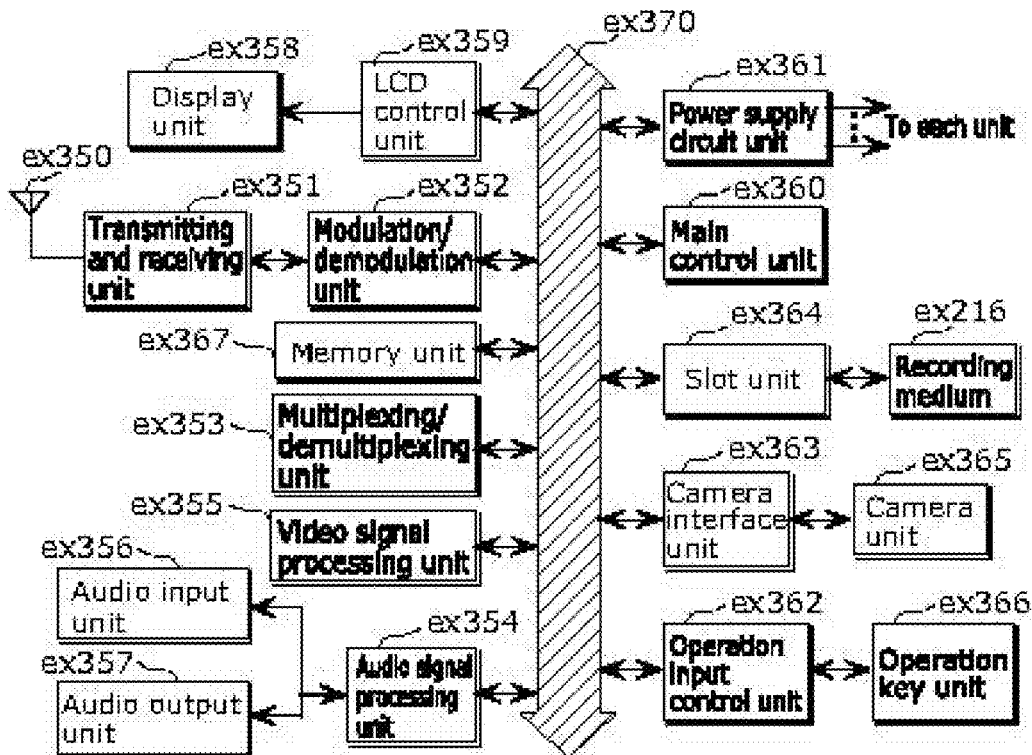 ex370
ex358
ex359
ex361
Display
unit
LCD
control
unit
Power supply
circuit unit
To each unit
ex350
ex351
ex352
ex360
Transmitting
and receiving
unit
Modulation/
demodulation
unit
Main
control unit
ex367
Memory unit
ex364
ex216
Slot unit
Recording
medium
ex353
Multiplexing/
demultiplexing
unit
ex363
ex365
Camera
interface
unit
Camera
unit
ex355
Video signal
processing unit
ex356
Audio input
unit
ex354
ex362
ex366
Audio signal
processing
unit
Operation
input
control unit
Operation
key unit
ex357
Audio output
unit